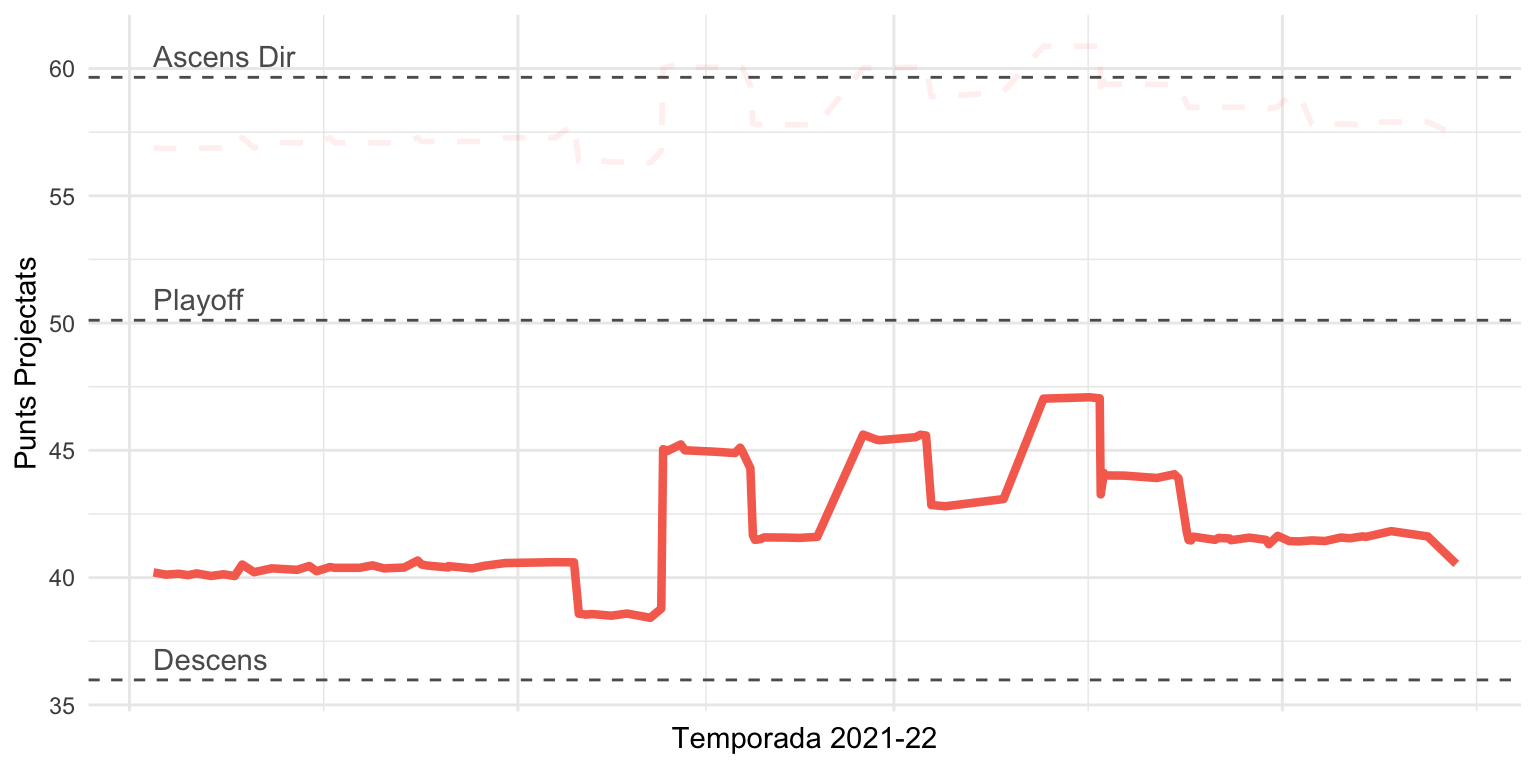 Ascens Dir
60
55
Playoff
50
45
40
Descens
35
Punts Projectats
Temporada 2021-22